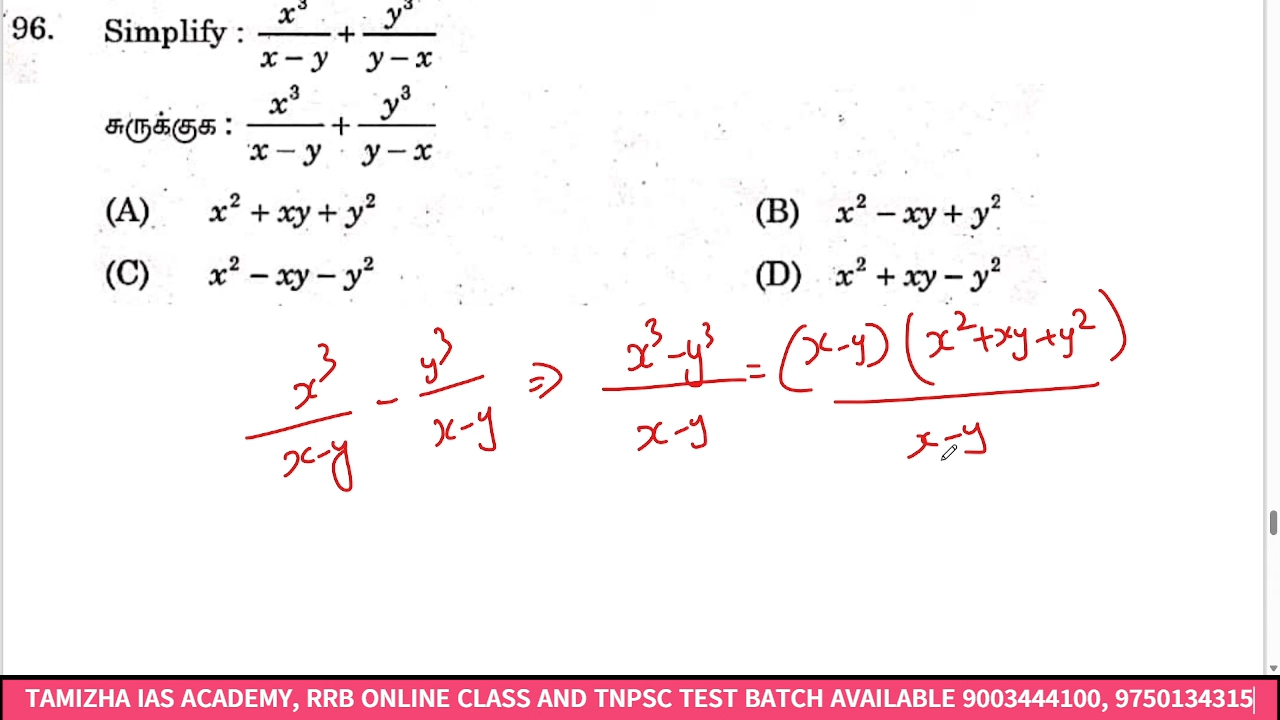 96. Simplify : x³/(x – y) + y³/(y – x)
சுருக்குக : x³/(x – y) + y³/(y – x)
(A) x² + xy + y² (B) x² – xy + y²
(C) x² – xy – y² (D) x² + xy – y²
x³/(x–y) – y³/(x–y) ⇒ (x³–y³)/(x–y) = (x–y)(x²+xy+y²)/(x–y)
TAMIZHA IAS ACADEMY, RRB ONLINE CLASS AND TNPSC TEST BATCH AVAILABLE 9003444100, 9750134315